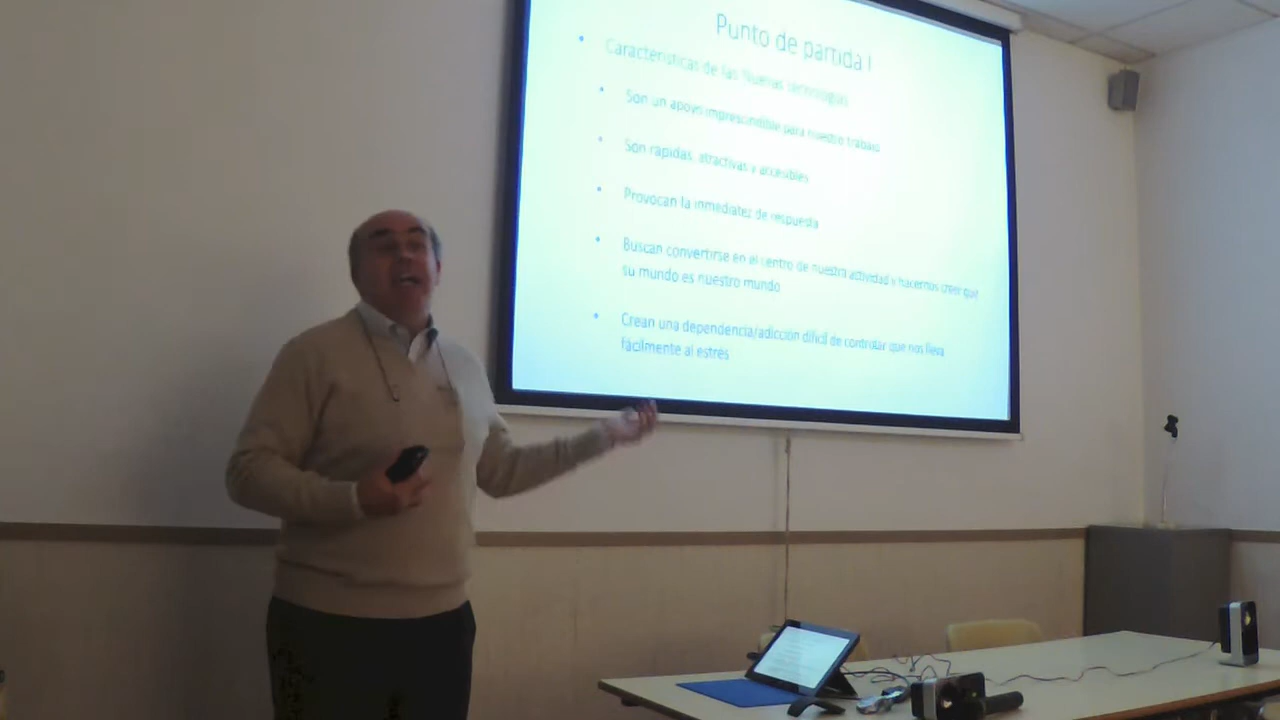 Punto de partida I
Características de las Nuevas tecnologías
Son un apoyo imprescindible para nuestro trabajo
Son rápidas, atractivas y accesibles
Provocan la inmediatez de respuesta
Buscan convertirse en el centro de nuestra actividad y hacernos creer que
su mundo es nuestro mundo
Crean una dependencia/adicción difícil de controlar que nos lleva
fácilmente al estrés